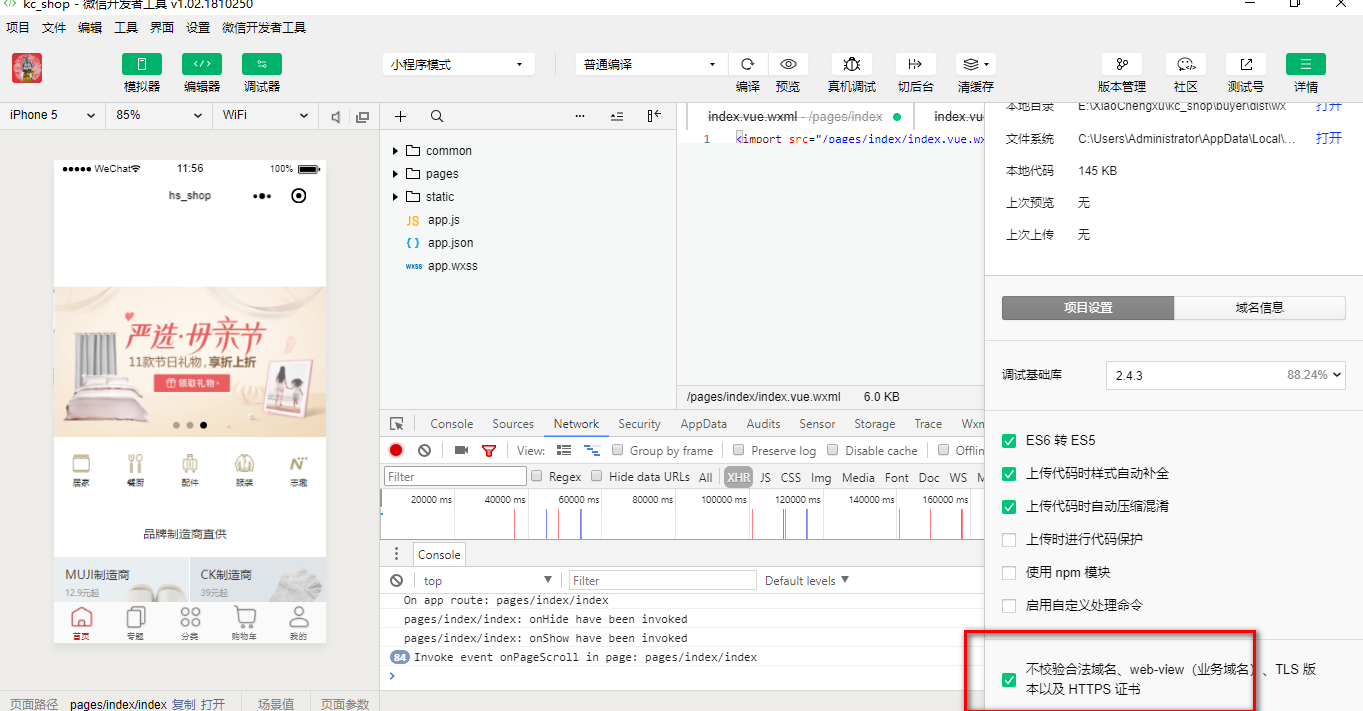 kc_shop - 微信开发者工具 v1.02.1810250
项目 文件 编辑 工具 界面 设置 微信开发者工具
模拟器 编辑器 调试器 小程序模式 普通编译 编译 预览 真机调试 切后台 清缓存 版本管理 社区 测试号 详情
iPhone 5 85% WiFi
WeChat 11:56 100%
hs_shop
严选·母亲节
11款节日礼物,享折上折
领取礼物
居家 餐厨 配件 服装 志趣
品牌制造商直供
MUJI制造商 CK制造商
12.9元起 39元起
首页 专题 分类 购物车 我的
页面路径 pages/index/index 复制 打开 场景值 页面参数
common
pages
static
JS app.js
{ } app.json
wxss app.wxss
index.vue.wxml - /pages/index index.vu
1 <import src="/pages/index/index.vue.wx
/pages/index/index.vue.wxml 6.0 KB
Console Sources Network Security AppData Audits Sensor Storage Trace Wxm
View: Group by frame Preserve log Disable cache Offlin
Filter Regex Hide data URLs All XHR JS CSS Img Media Font Doc WS M
20000 ms 40000 ms 60000 ms 80000 ms 100000 ms 120000 ms 140000 ms 160000 ms
Console
top Filter Default levels
On app route: pages/index/index
pages/index/index: onHide have been invoked
pages/index/index: onShow have been invoked
84 Invoke event onPageScroll in page: pages/index/index
本地目录 E:\XiaoChengxu\kc_shop\buyer\dist\wx 打开
文件系统 C:\Users\Administrator\AppData\Local\... 打开
本地代码 145 KB
上次预览 无
上次上传 无
项目设置 域名信息
调试基础库 2.4.3 88.24%
ES6 转 ES5
上传代码时样式自动补全
上传代码时自动压缩混淆
上传时进行代码保护
使用 npm 模块
启用自定义处理命令
不校验合法域名、web-view（业务域名）、TLS 版
本以及 HTTPS 证书